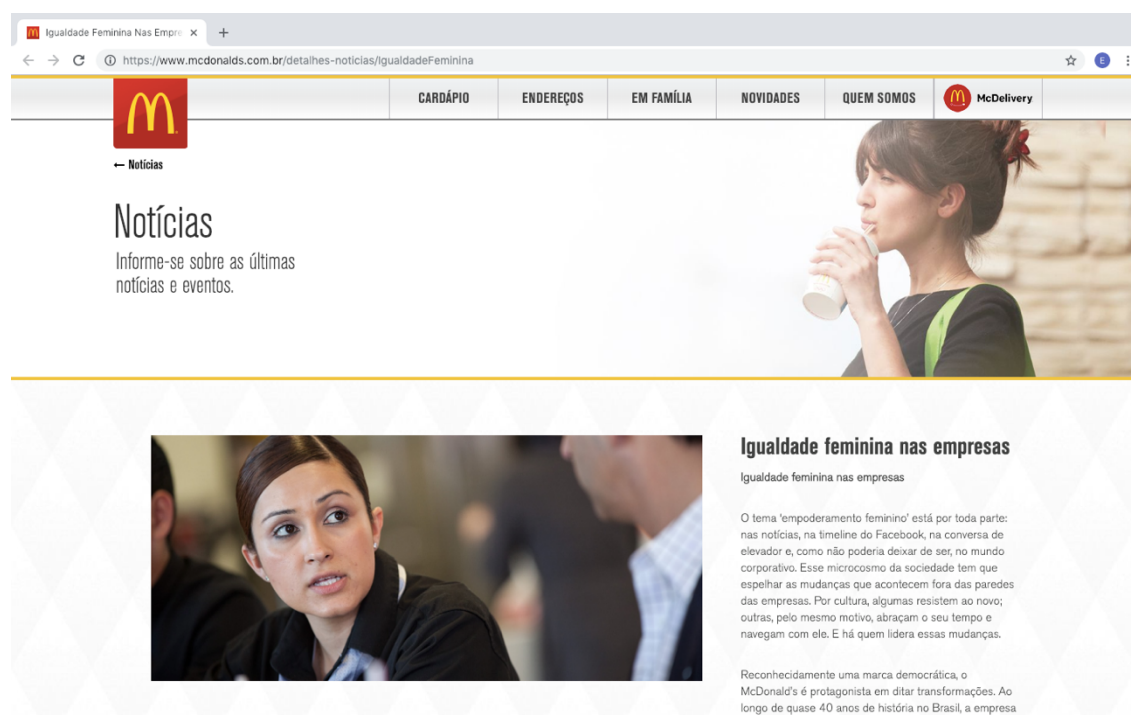 Igualdade Feminina Nas Empre
https://www.mcdonalds.com.br/detalhes-noticias/IgualdadeFeminina
E
CARDÁPIO
ENDEREÇOS
EM FAMÍLIA
NOVIDADES
QUEM SOMOS
McDelivery
← Notícias
Notícias
Informe-se sobre as últimas
notícias e eventos.
Igualdade feminina nas empresas
Igualdade feminina nas empresas
O tema ‘empoderamento feminino’ está por toda parte:
nas notícias, na timeline do Facebook, na conversa de
elevador e, como não poderia deixar de ser, no mundo
corporativo. Esse microcosmo da sociedade tem que
espelhar as mudanças que acontecem fora das paredes
das empresas. Por cultura, algumas resistem ao novo;
outras, pelo mesmo motivo, abraçam o seu tempo e
navegam com ele. E há quem lidera essas mudanças.
Reconhecidamente uma marca democrática, o
McDonald's é protagonista em ditar transformações. Ao
longo de quase 40 anos de história no Brasil, a empresa